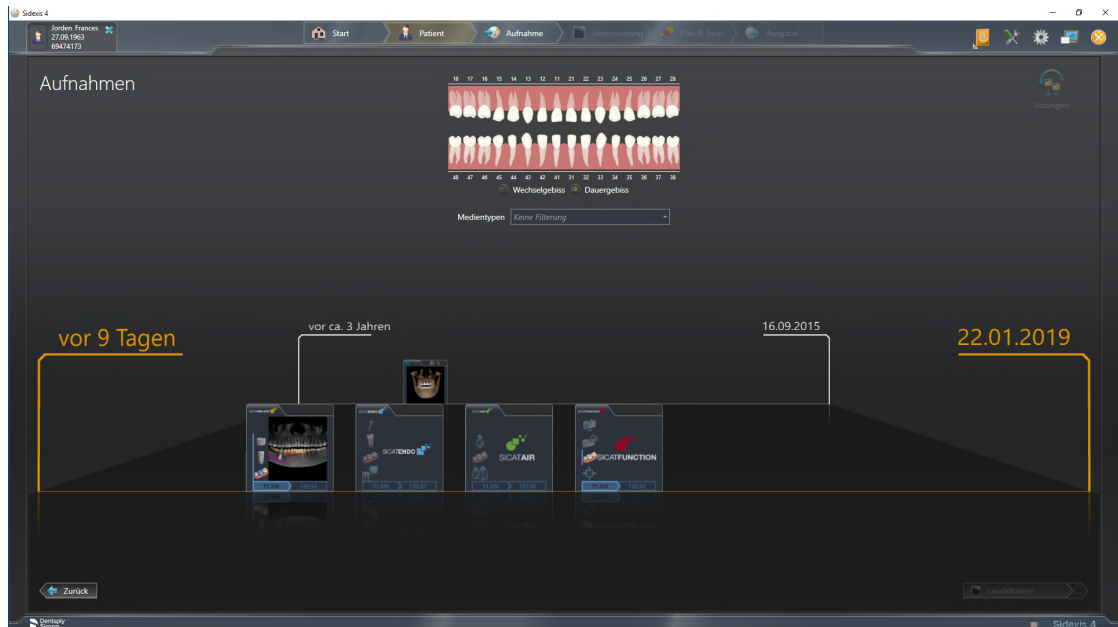 Sidexis 4
Jorden Frances
27.09.1963
69474173
Start
Patient
Aufnahme
Untersuchung
Plan & Treat
Ausgabe
Aufnahmen
Sitzungen
18 17 16 15 14 13 12 11 21 22 23 24 25 26 27 28
48 47 46 45 44 43 42 41 31 32 33 34 35 36 37 38
Wechselgebiss
Dauergebiss
Medientypen
Keine Filterung
vor 9 Tagen
vor ca. 3 Jahren
16.09.2015
22.01.2019
SICATENDO
SICATAIR
SICATFUNCTION
PLAN TREAT
PLAN TREAT
PLAN TREAT
PLAN TREAT
Zurück
Leuchtkasten
Dentsply
Sirona
Sidexis 4